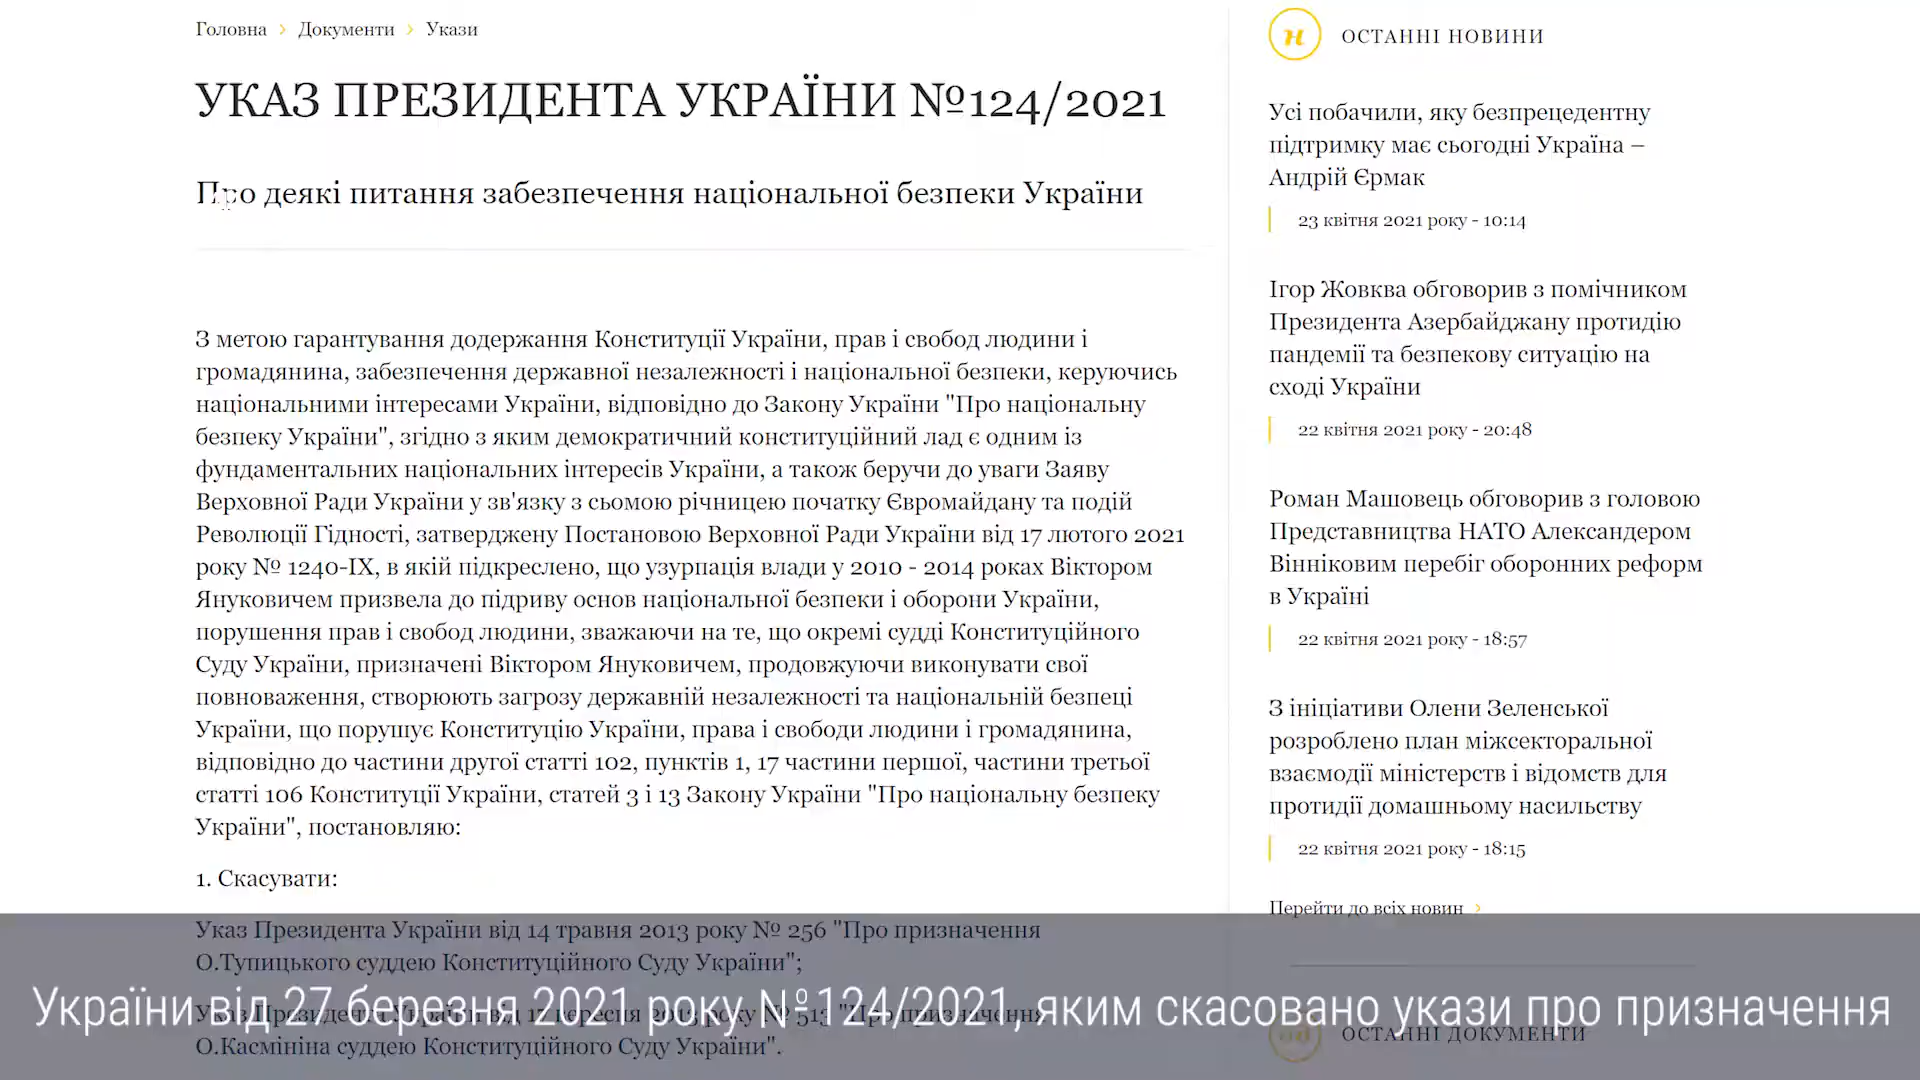 Головна > Документи > Укази
УКАЗ ПРЕЗИДЕНТА УКРАЇНИ №124/2021
Про деякі питання забезпечення національної безпеки України
З метою гарантування додержання Конституції України, прав і свобод людини і
громадянина, забезпечення державної незалежності і національної безпеки, керуючись
національними інтересами України, відповідно до Закону України "Про національну
безпеку України", згідно з яким демократичний конституційний лад є одним із
фундаментальних національних інтересів України, а також беручи до уваги Заяву
Верховної Ради України у зв'язку з сьомою річницею початку Євромайдану та подій
Революції Гідності, затверджену Постановою Верховної Ради України від 17 лютого 2021
року № 1240-IX, в якій підкреслено, що узурпація влади у 2010 - 2014 роках Віктором
Януковичем призвела до підриву основ національної безпеки і оборони України,
порушення прав і свобод людини, зважаючи на те, що окремі судді Конституційного
Суду України, призначені Віктором Януковичем, продовжуючи виконувати свої
повноваження, створюють загрозу державній незалежності та національній безпеці
України, що порушує Конституцію України, права і свободи людини і громадянина,
відповідно до частини другої статті 102, пунктів 1, 17 частини першої, частини третьої
статті 106 Конституції України, статей 3 і 13 Закону України "Про національну безпеку
України", постановляю:
1. Скасувати:
Указ Президента України від 14 травня 2013 року № 256 "Про призначення
О.Тупицького суддею Конституційного Суду України";
Указ Президента України від 17 вересня 2013 року № 513 "Про призначення
О.Касмініна суддею Конституційного Суду України".
України від 27 березня 2021 року №124/2021, яким скасовано укази про призначення
н ОСТАННІ НОВИНИ
Усі побачили, яку безпрецедентну
підтримку має сьогодні Україна –
Андрій Єрмак
23 квітня 2021 року - 10:14
Ігор Жовква обговорив з помічником
Президента Азербайджану протидію
пандемії та безпекову ситуацію на
сході України
22 квітня 2021 року - 20:48
Роман Машовець обговорив з головою
Представництва НАТО Александером
Вінніковим перебіг оборонних реформ
в Україні
22 квітня 2021 року - 18:57
З ініціативи Олени Зеленської
розроблено план міжсекторальної
взаємодії міністерств і відомств для
протидії домашньому насильству
22 квітня 2021 року - 18:15
Перейти до всіх новин >
ОСТАННІ ДОКУМЕНТИ